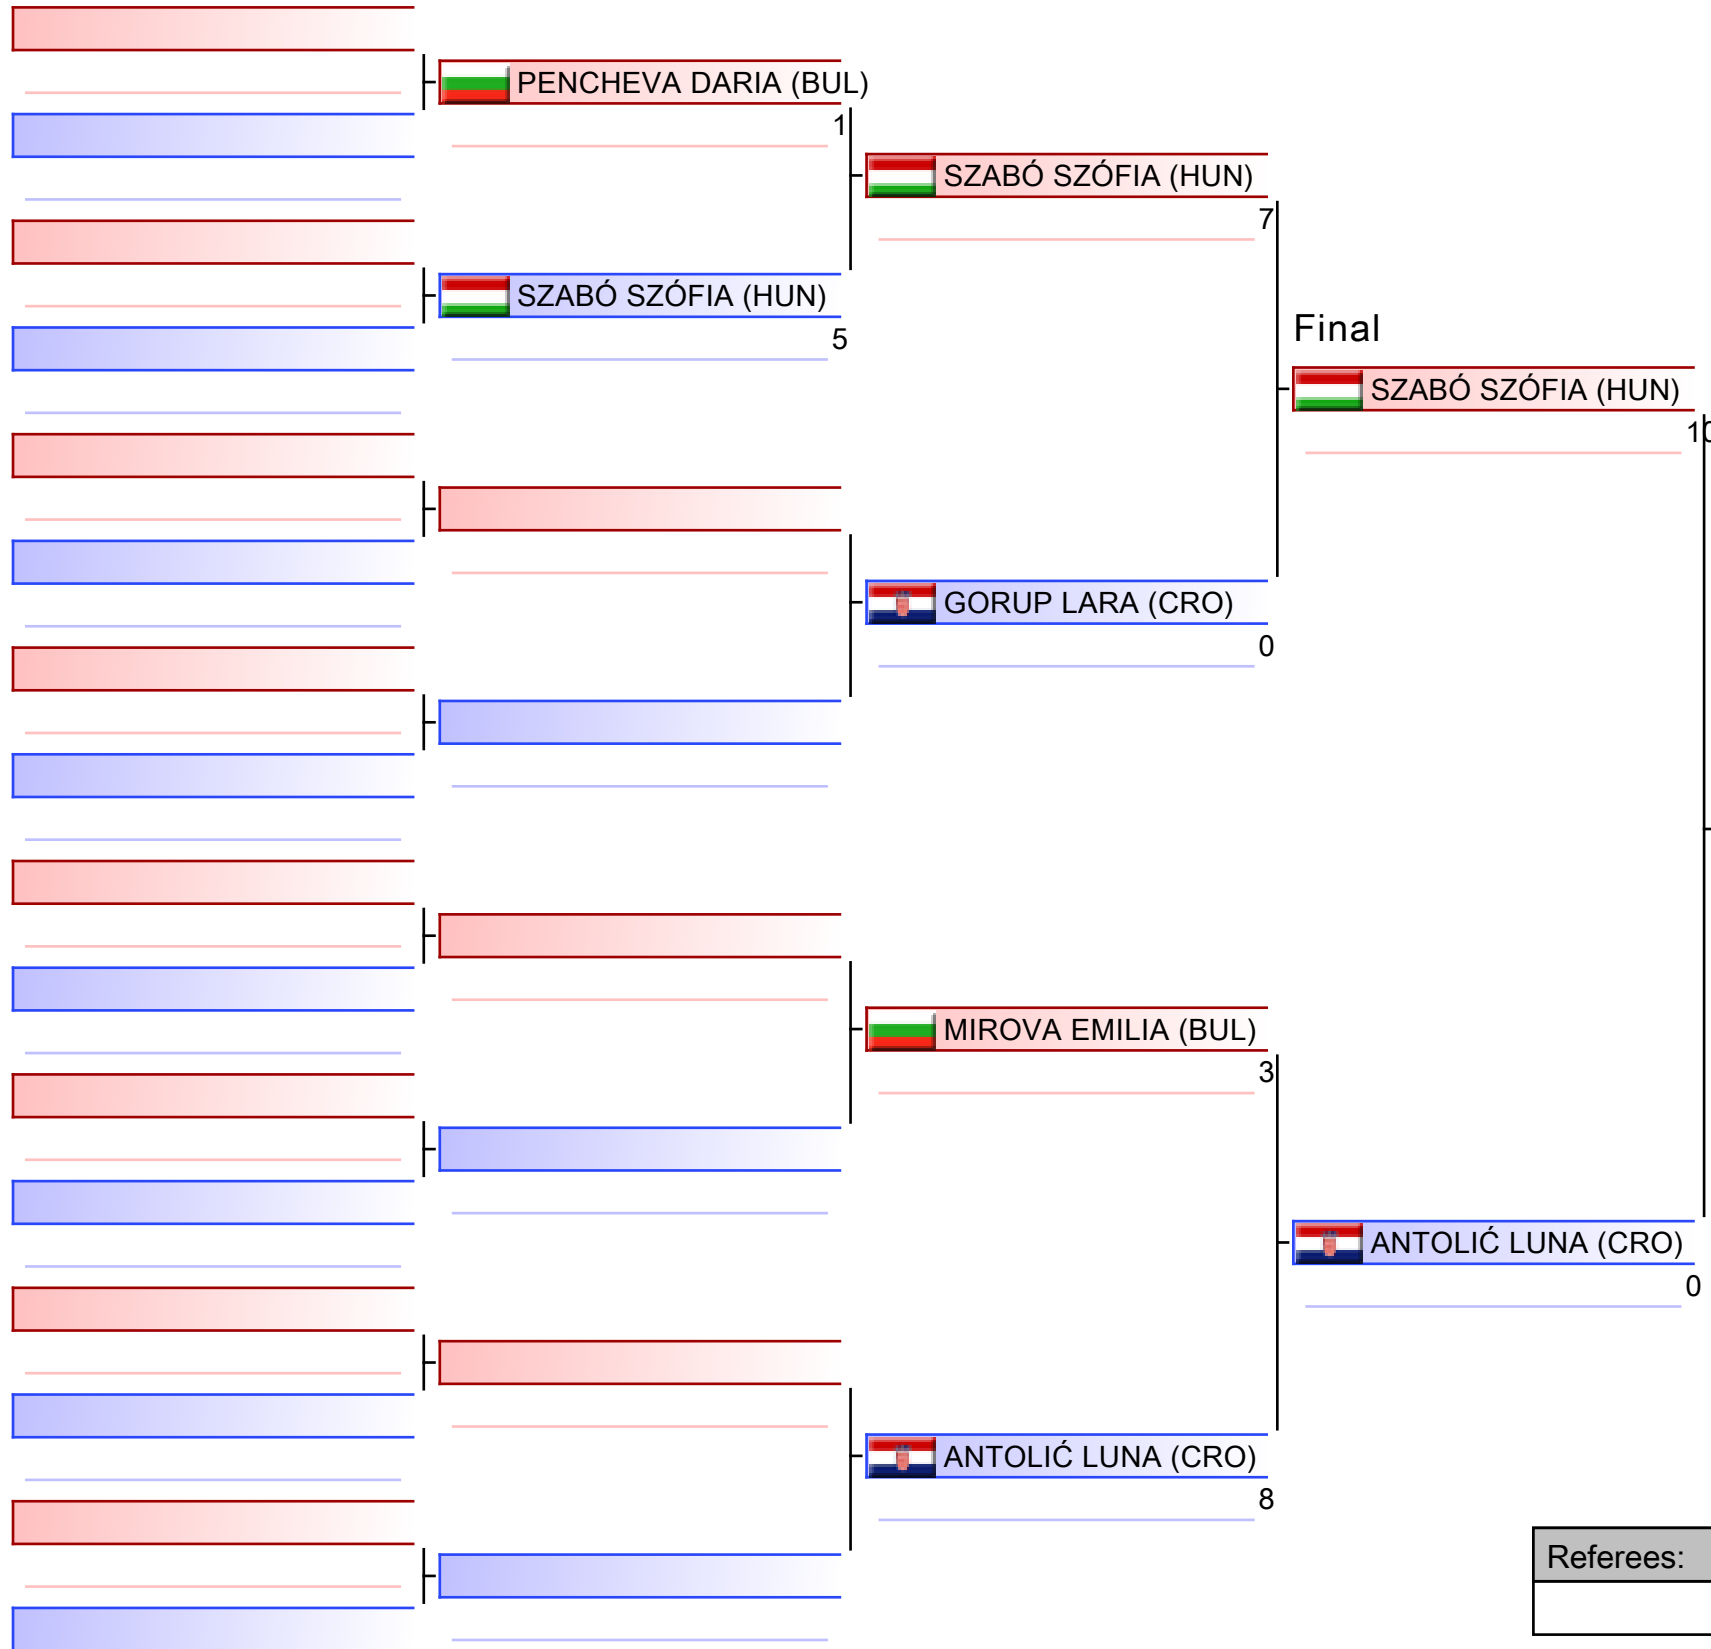 PENCHEVA DARIA (BUL)
1
SZABÓ SZÓFIA (HUN)
5
SZABÓ SZÓFIA (HUN)
7
GORUP LARA (CRO)
0
MIROVA EMILIA (BUL)
3
ANTOLIĆ LUNA (CRO)
8
Final
SZABÓ SZÓFIA (HUN)
10
ANTOLIĆ LUNA (CRO)
0
Referees: